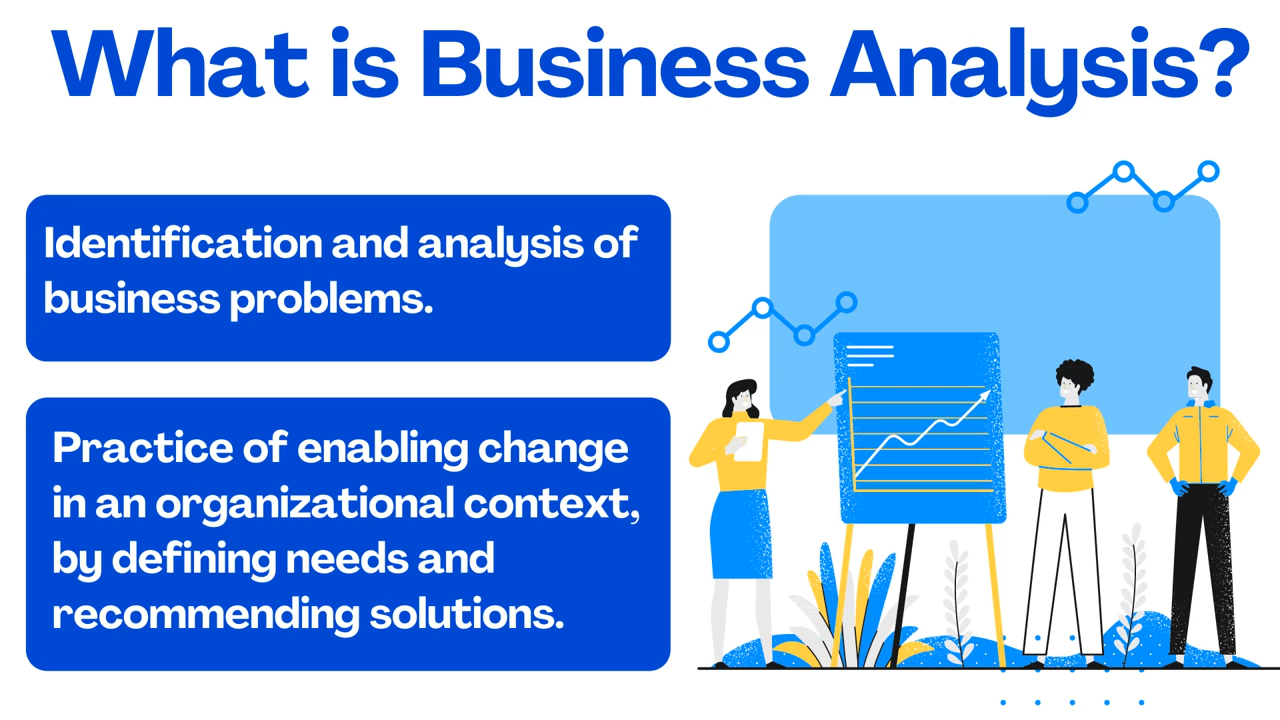 What is Business Analysis?
Identification and analysis of
business problems.
Practice of enabling change
in an organizational context,
by defining needs and
recommending solutions.